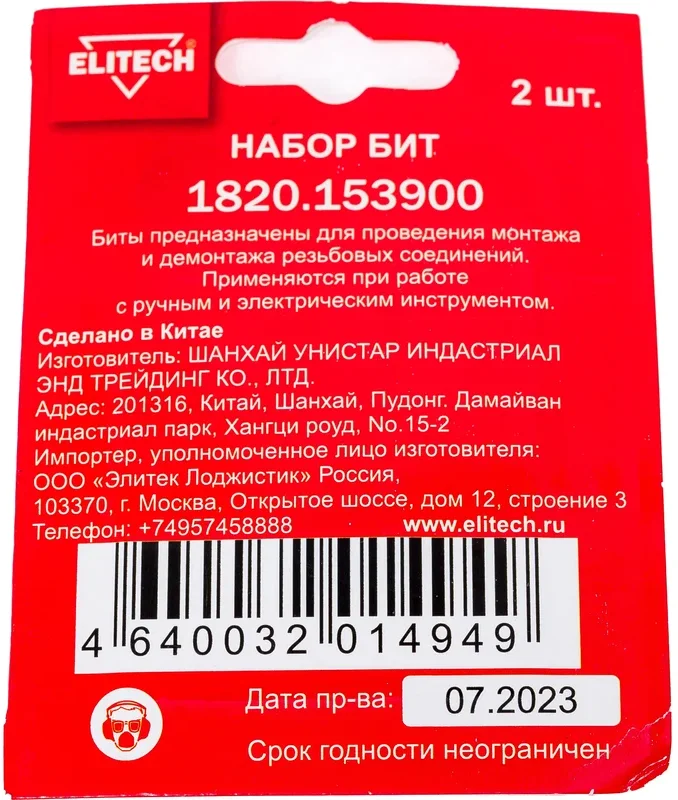 ELITECH®
2 шт.
НАБОР БИТ
1820.153900
Биты предназначены для проведения монтажа
и демонтажа резьбовых соединений.
Применяются при работе
с ручным и электрическим инструментом.
Сделано в Китае
Изготовитель: ШАНХАЙ УНИСТАР ИНДАСТРИАЛ
ЭНД ТРЕЙДИНГ КО., ЛТД.
Адрес: 201316, Китай, Шанхай, Пудонг. Дамайван
индастриал парк, Хангци роуд, No.15-2
Импортер, уполномоченное лицо изготовителя:
ООО «Элитек Лоджистик» Россия,
103370, г. Москва, Открытое шоссе, дом 12, строение 3
Телефон: +74957458888 www.elitech.ru
4 640032 014949
Дата пр-ва: 07.2023
Срок годности неограничен